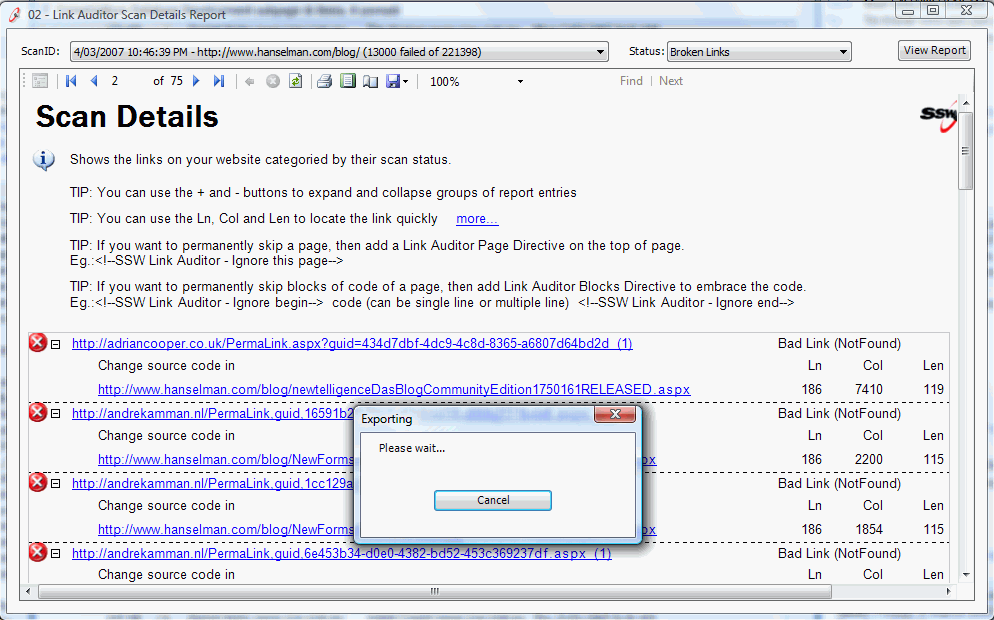 02 - Link Auditor Scan Details Report
ScanID: 4/03/2007 10:46:39 PM - http://www.hanselman.com/blog/ (13000 failed of 221398) Status: Broken Links View Report
2 of 75 100% Find | Next
Scan Details
SSW
Shows the links on your website categoried by their scan status.
TIP: You can use the + and - buttons to expand and collapse groups of report entries
TIP: You can use the Ln, Col and Len to locate the link quickly more...
TIP: If you want to permanently skip a page, then add a Link Auditor Page Directive on the top of page.
Eg.:<!--SSW Link Auditor - Ignore this page-->
TIP: If you want to permanently skip blocks of code of a page, then add Link Auditor Blocks Directive to embrace the code.
Eg.:<!--SSW Link Auditor - Ignore begin--> code (can be single line or multiple line) <!--SSW Link Auditor - Ignore end-->
http://adriancooper.co.uk/PermaLink.aspx?guid=434d7dbf-4dc9-4c8d-8365-a6807d64bd2d (1) Bad Link (NotFound)
Change source code in Ln Col Len
http://www.hanselman.com/blog/newtelligenceDasBlogCommunityEdition1750161RELEASED.aspx 186 7410 119
http://andrekamman.nl/PermaLink,guid,16591b2 Bad Link (NotFound)
Change source code in Ln Col Len
http://www.hanselman.com/blog/NewForms px 186 2200 115
http://andrekamman.nl/PermaLink,guid,1cc129a Bad Link (NotFound)
Change source code in Ln Col Len
http://www.hanselman.com/blog/NewForms px 186 1854 115
http://andrekamman.nl/PermaLink,guid,6e453b34-d0e0-4382-bd52-453c369237df.aspx (1) Bad Link (NotFound)
Change source code in Ln Col Len
Exporting
Please wait...
Cancel